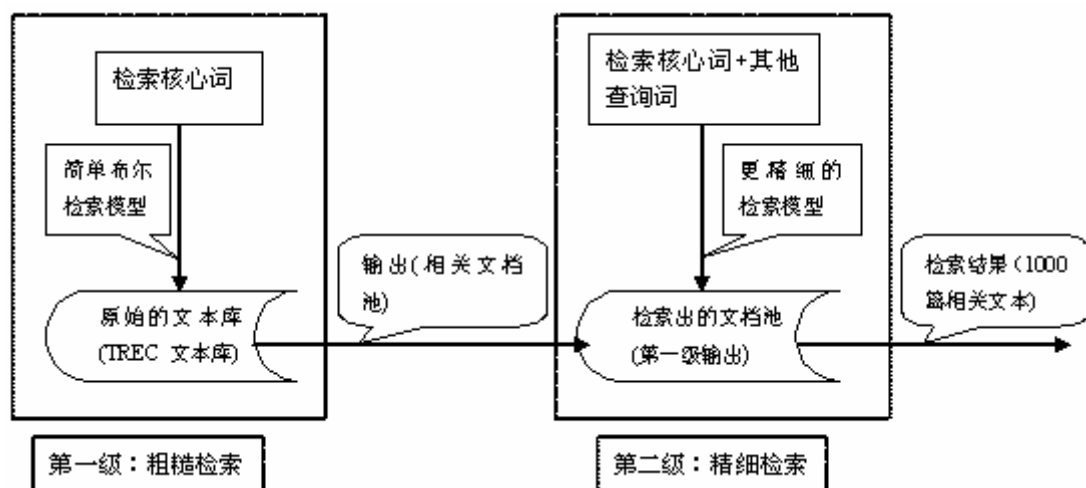 检索核心词
简单布尔
检索模型
原始的文本库
(TREC 文本库)
第一级：粗糙检索
输出(相关文档
池)
检索核心词+其他
查询词
更精细的
检索模型
检索出的文档池
(第一级输出)
第二级：精细检索
检索结果（1000
篇相关文本)